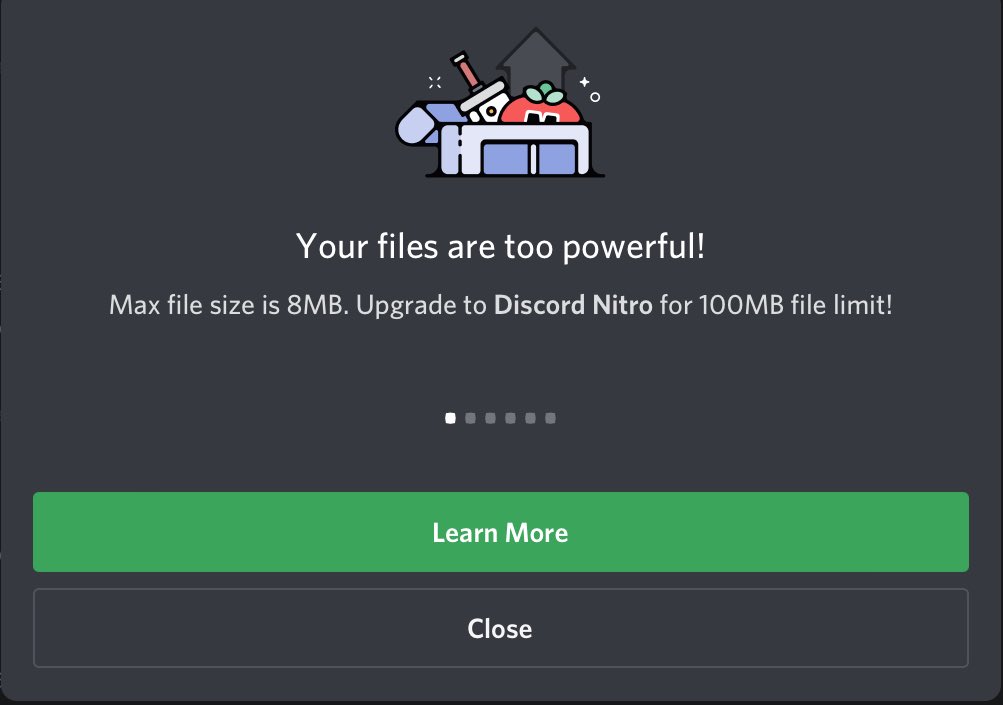 Your files are too powerful!
Max file size is 8MB. Upgrade to Discord Nitro for 100MB file limit!
Learn More
Close